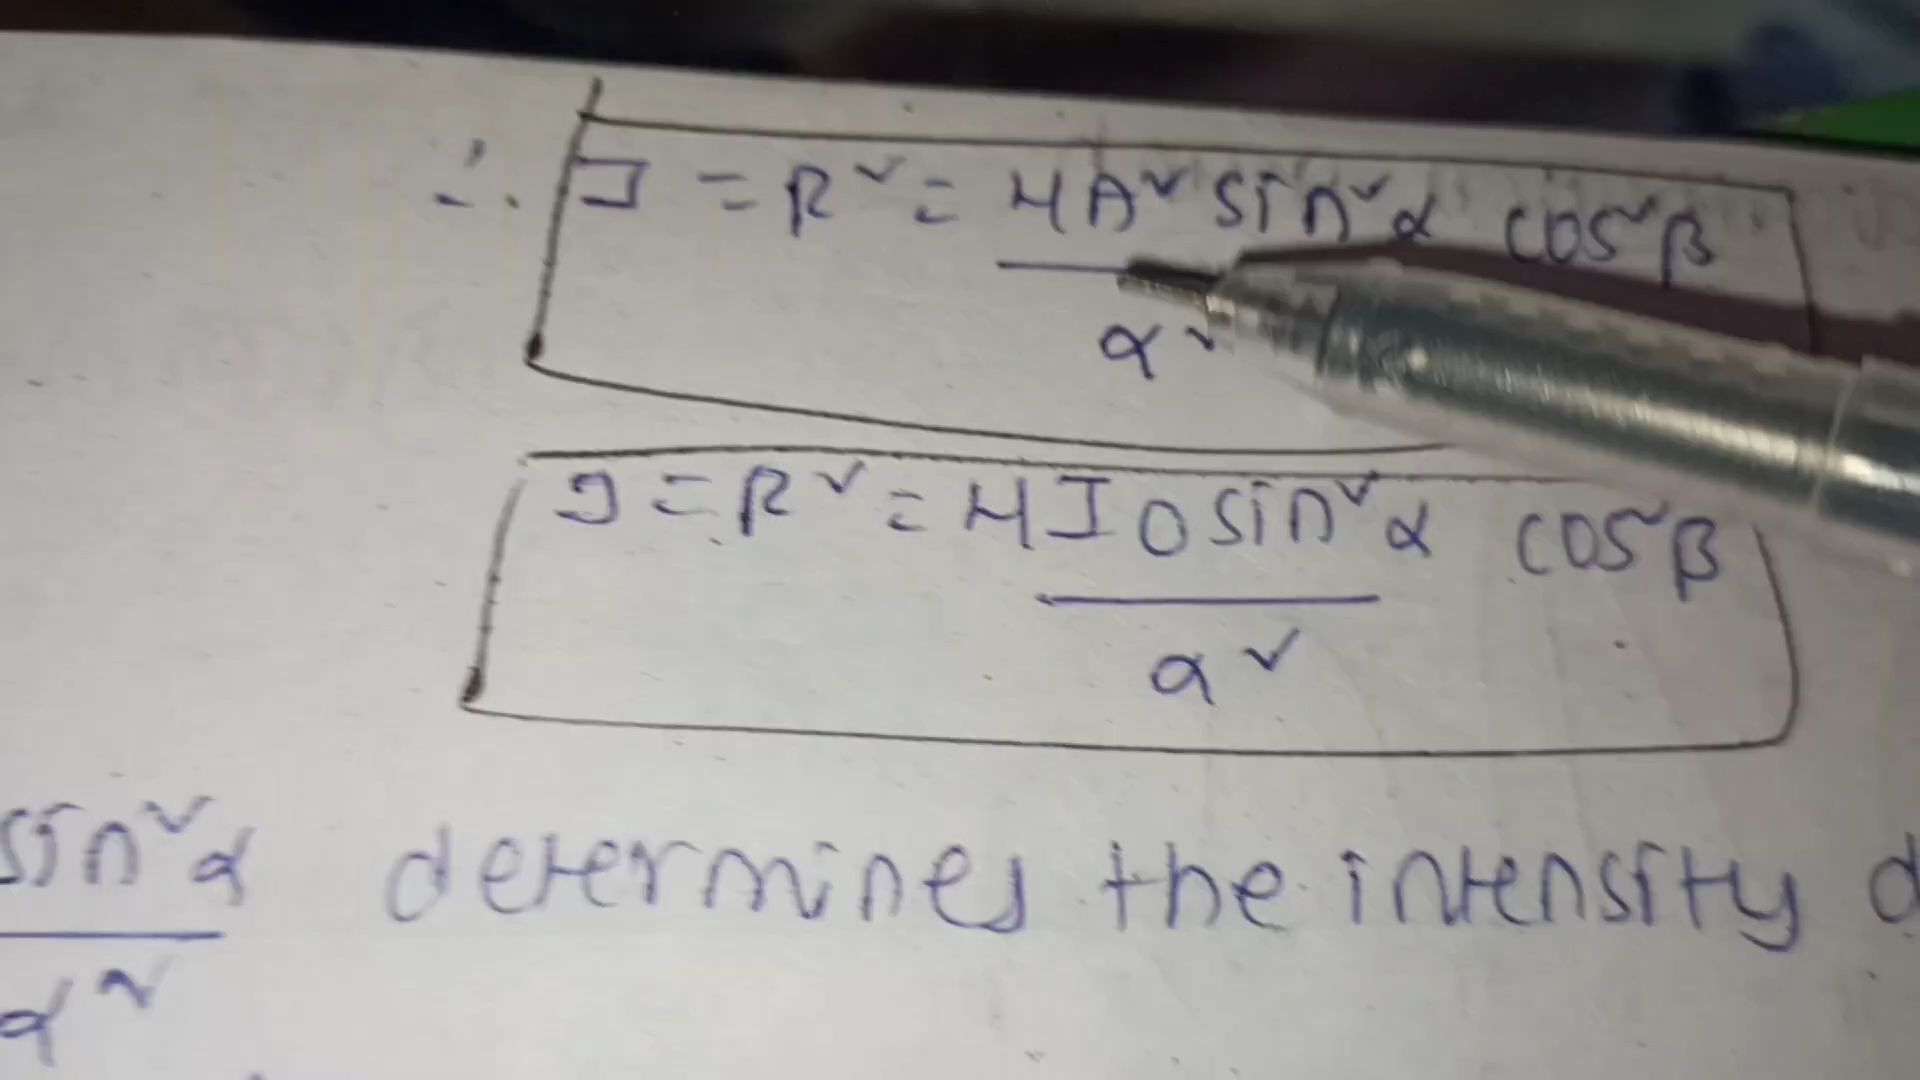 ∴ I = R² = 4A² sin²α cos²β
α²
I = R² = 4I0 sin²α cos²β
α²
sin²α determines the intensity d
α²